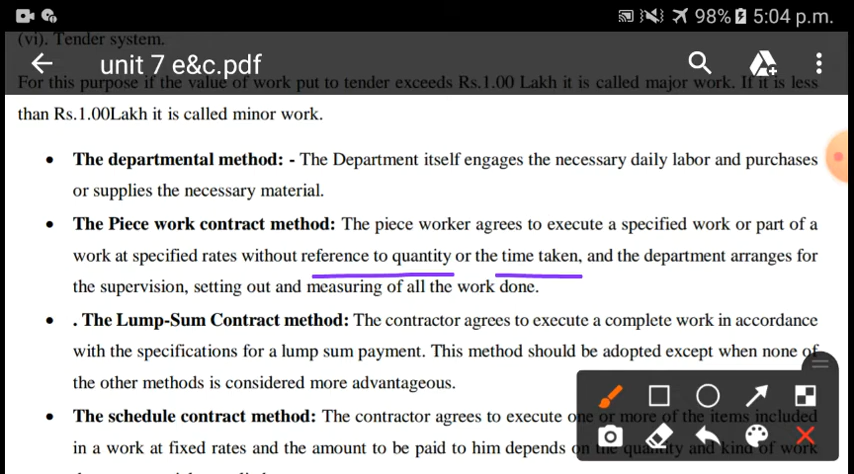 98% 5:04 p.m.
(vi). Tender system.
unit 7 e&c.pdf
For this purpose if the value of work put to tender exceeds Rs.1.00 Lakh it is called major work. If it is less
than Rs.1.00Lakh it is called minor work.
• The departmental method: - The Department itself engages the necessary daily labor and purchases
or supplies the necessary material.
• The Piece work contract method: The piece worker agrees to execute a specified work or part of a
work at specified rates without reference to quantity or the time taken, and the department arranges for
the supervision, setting out and measuring of all the work done.
• . The Lump-Sum Contract method: The contractor agrees to execute a complete work in accordance
with the specifications for a lump sum payment. This method should be adopted except when none of
the other methods is considered more advantageous.
• The schedule contract method: The contractor agrees to execute one or more of the items included
in a work at fixed rates and the amount to be paid to him depends on the quantity and kind of work